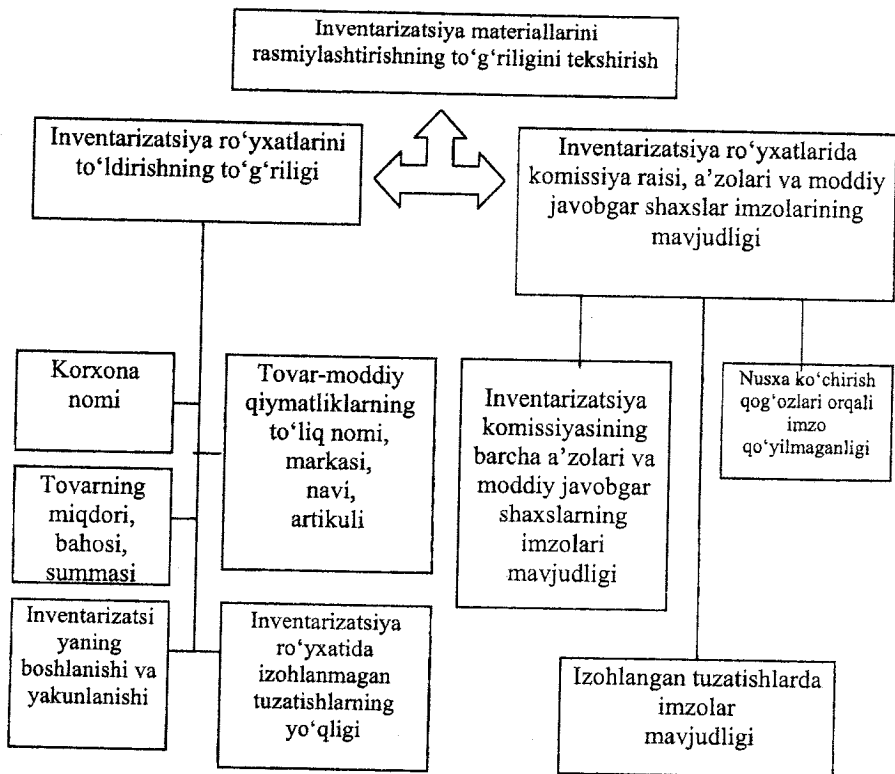 Inventarizatsiya materiallarini
rasmiylashtirishning to‘g‘riligini tekshirish
Inventarizatsiya ro‘yxatlarini
to‘ldirishning to‘g‘riligi
Inventarizatsiya ro‘yxatlarida
komissiya raisi, a’zolari va moddiy
javobgar shaxslar imzolarining
mavjudligi
Korxona
nomi
Tovar-moddiy
qiymatliklarning
to‘liq nomi,
markasi,
navi,
artikuli
Tovarning
miqdori,
bahosi,
summasi
Inventarizatsi
yaning
boshlanishi va
yakunlanishi
Inventarizatsiya
ro‘yxatida
izohlanmagan
tuzatishlarning
yo‘qligi
Inventarizatsiya
komissiyasining
barcha a’zolari va
moddiy javobgar
shaxslarning
imzolari
mavjudligi
Nusxa ko‘chirish
qog‘ozlari orqali
imzo
qo‘yilmaganligi
Izohlangan tuzatishlarda
imzolar
mavjudligi